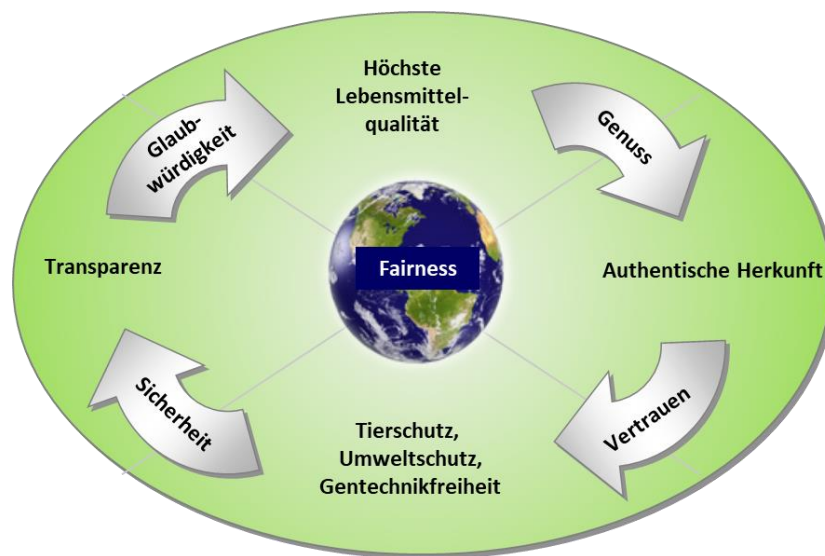 Höchste
Lebensmittel-
qualität
Glaub-
würdigkeit
Genuss
Transparenz
Fairness
Authentische Herkunft
Sicherheit
Tierschutz,
Umweltschutz,
Gentechnikfreiheit
Vertrauen